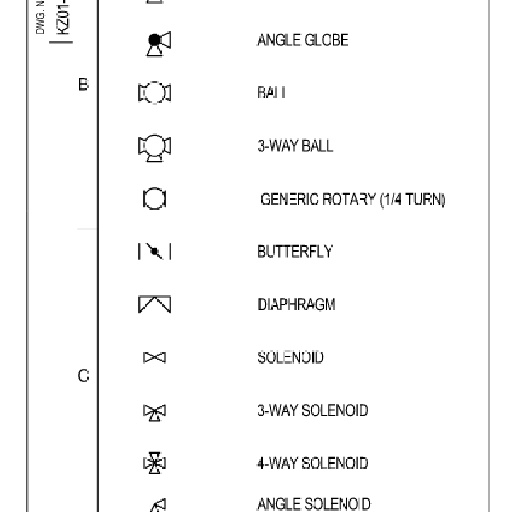 DWG. N
KZ01-
B
ANGLE GLOBE
BALL
3-WAY BALL
GENERIC ROTARY (1/4 TURN)
BUTTERFLY
DIAPHRAGM
SOLENOID
C
3-WAY SOLENOID
4-WAY SOLENOID
ANGLE SOLENOID